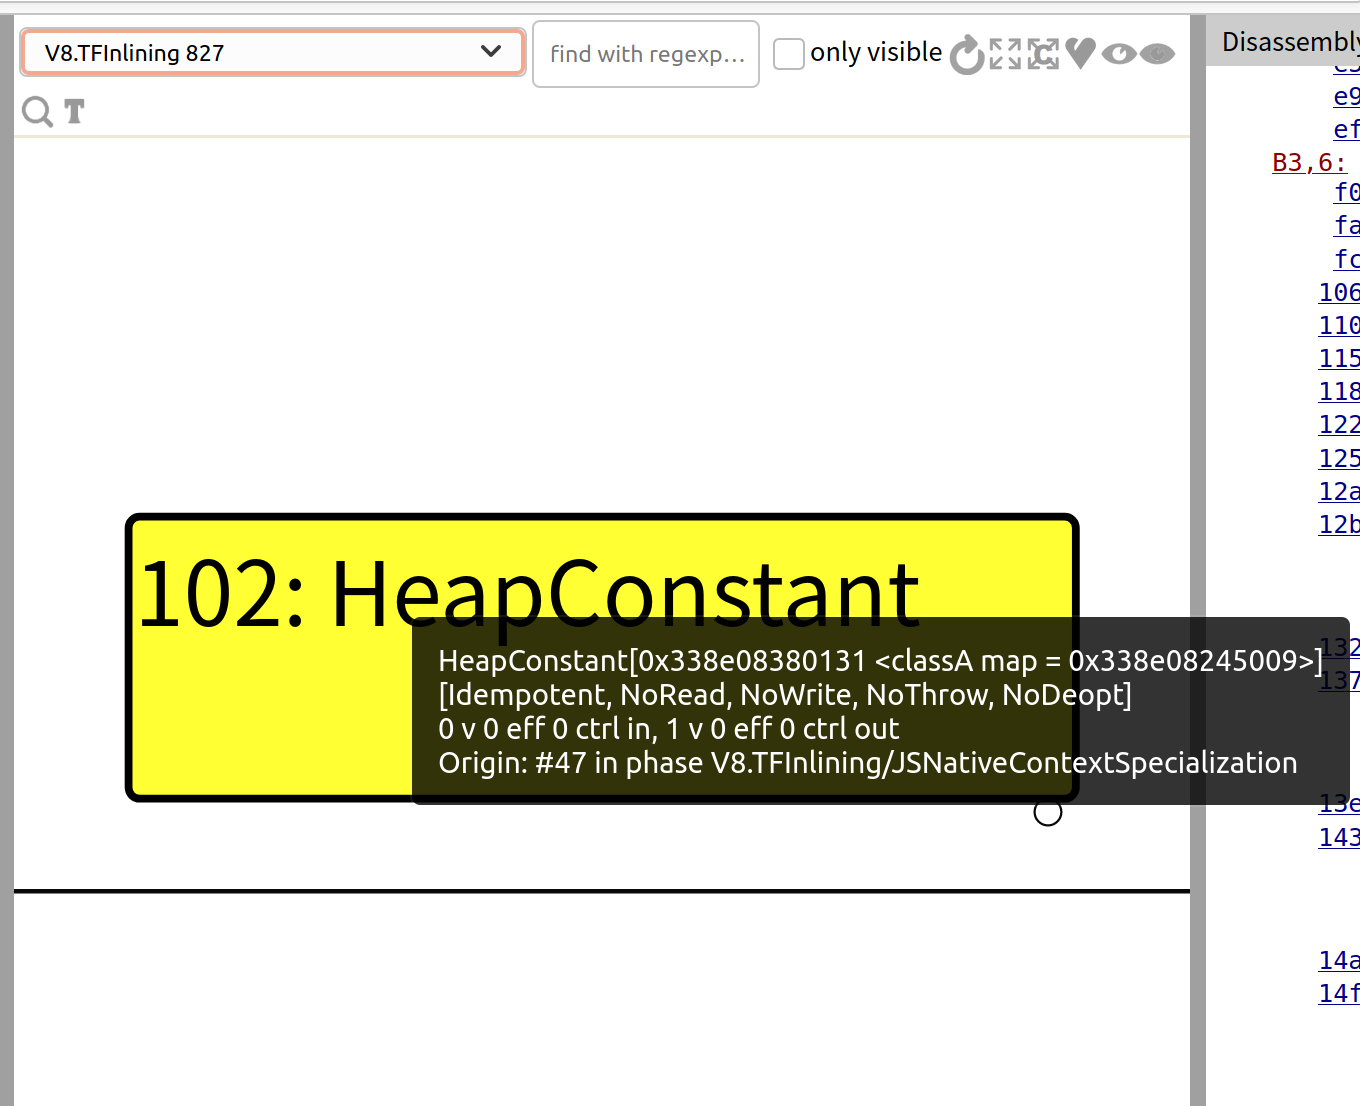 V8.TFInlining 827
find with regexp...
only visible
Disassembly
e9
ef
B3,6:
f0
fa
fc
106
110
115
118
122
125
12a
12b
102: HeapConstant
HeapConstant[0x338e08380131 <classA map = 0x338e08245009>]
[Idempotent, NoRead, NoWrite, NoThrow, NoDeopt]
0 v 0 eff 0 ctrl in, 1 v 0 eff 0 ctrl out
Origin: #47 in phase V8.TFInlining/JSNativeContextSpecialization
132
137
13e
143
14a
14f